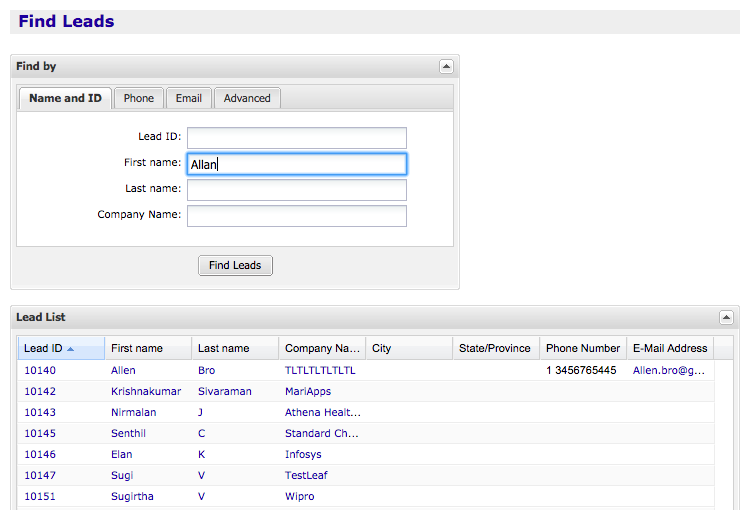 Find Leads
Find by
Name and ID Phone Email Advanced
Lead ID:
First name: Allan
Last name:
Company Name:
Find Leads
Lead List
Lead ID First name Last name Company Na... City State/Province Phone Number E-Mail Address
10140 Allen Bro TLTLTLTLTLTL 1 3456765445 Allen.bro@g...
10142 Krishnakumar Sivaraman MariApps
10143 Nirmalan J Athena Healt...
10145 Senthil C Standard Ch...
10146 Elan K Infosys
10147 Sugi V TestLeaf
10151 Sugirtha V Wipro